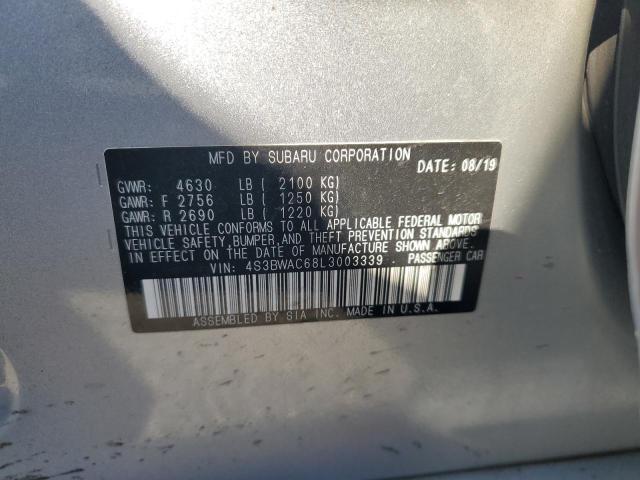 MFD BY SUBARU CORPORATION DATE: 08/19
GVWR: 4630 LB ( 2100 KG)
GAWR: F 2756 LB ( 1250 KG)
GAWR: R 2690 LB ( 1220 KG)
THIS VEHICLE CONFORMS TO ALL APPLICABLE FEDERAL MOTOR
VEHICLE SAFETY, BUMPER, AND THEFT PREVENTION STANDARDS
IN EFFECT ON THE DATE OF MANUFACTURE SHOWN ABOVE.
VIN: 4S3BWAC68L3003339 PASSENGER CAR
ASSEMBLED BY SIA INC. MADE IN U.S.A.